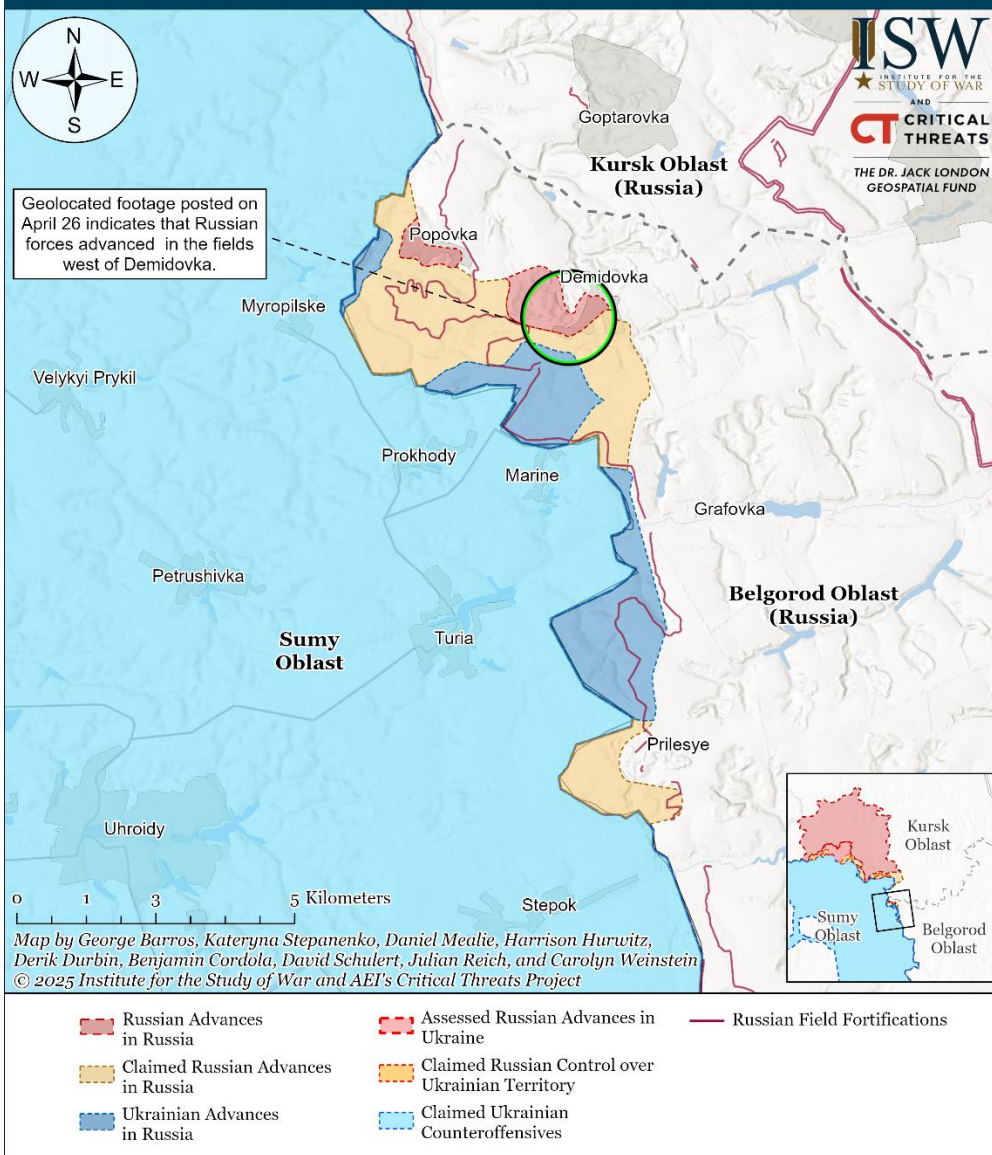 N
W
E
S
ISW
INSTITUTE FOR THE
STUDY OF WAR
AND
CT CRITICAL
THREATS
THE DR. JACK LONDON
GEOSPATIAL FUND
Goptarovka
Kursk Oblast
(Russia)
Geolocated footage posted on
April 26 indicates that Russian
forces advanced in the fields
west of Demidovka.
Popovka
Demidovka
Myropilske
Velykyi Prykil
Prokhody
Marine
Grafovka
Petrushivka
Belgorod Oblast
(Russia)
Sumy
Oblast
Turia
Prilesye
Uhroidy
Stepok
Kursk
Oblast
Sumy
Oblast
Belgorod
Oblast
0 1 3 5 Kilometers
Map by George Barros, Kateryna Stepanenko, Daniel Mealie, Harrison Hurwitz,
Derik Durbin, Benjamin Cordola, David Schulert, Julian Reich, and Carolyn Weinstein
© 2025 Institute for the Study of War and AEI's Critical Threats Project
Russian Advances
in Russia
Claimed Russian Advances
in Russia
Ukrainian Advances
in Russia
Assessed Russian Advances in
Ukraine
Claimed Russian Control over
Ukrainian Territory
Claimed Ukrainian
Counteroffensives
Russian Field Fortifications